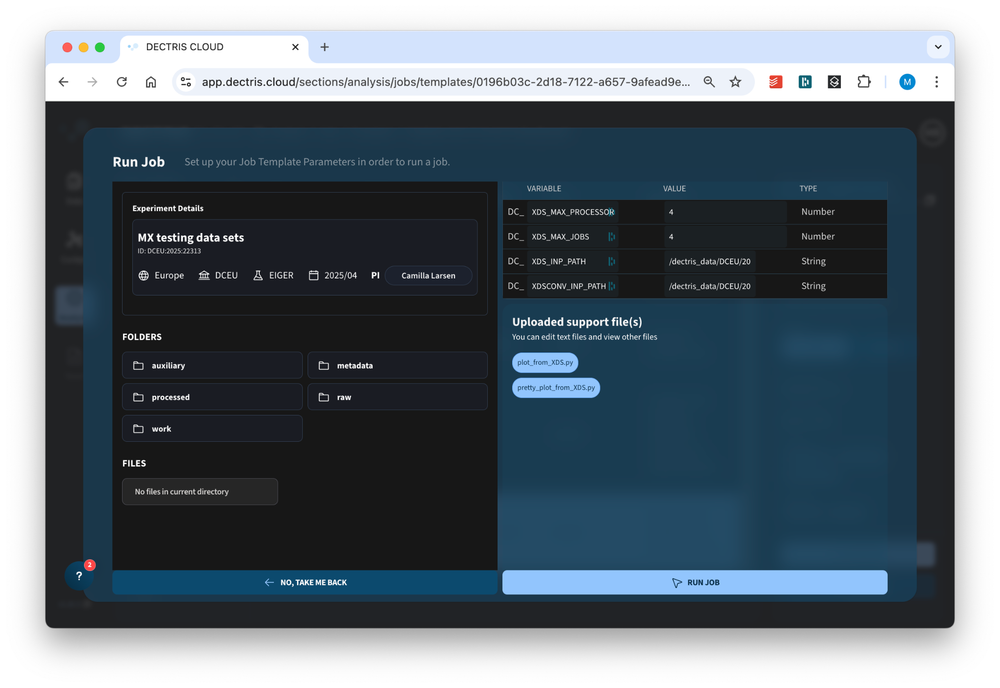 DECTRIS CLOUD
app.dectris.cloud/sections/analysis/jobs/templates/0196b03c-2d18-7122-a657-9afead9e...
M
Run Job
Set up your Job Template Parameters in order to run a job.
Experiment Details
MX testing data sets
ID: DCEU:2025:22313
Europe DCEU EIGER 2025/04 PI Camilla Larsen
FOLDERS
auxiliary metadata
processed raw
work
FILES
No files in current directory
NO, TAKE ME BACK
VARIABLE VALUE TYPE
DC_ XDS_MAX_PROCESSOR 4 Number
DC_ XDS_MAX_JOBS 4 Number
DC_ XDS_INP_PATH /dectris_data/DCEU/20 String
DC_ XDSCONV_INP_PATH /dectris_data/DCEU/20 String
Uploaded support file(s)
You can edit text files and view other files
plot_from_XDS.py
pretty_plot_from_XDS.py
RUN JOB
?
2